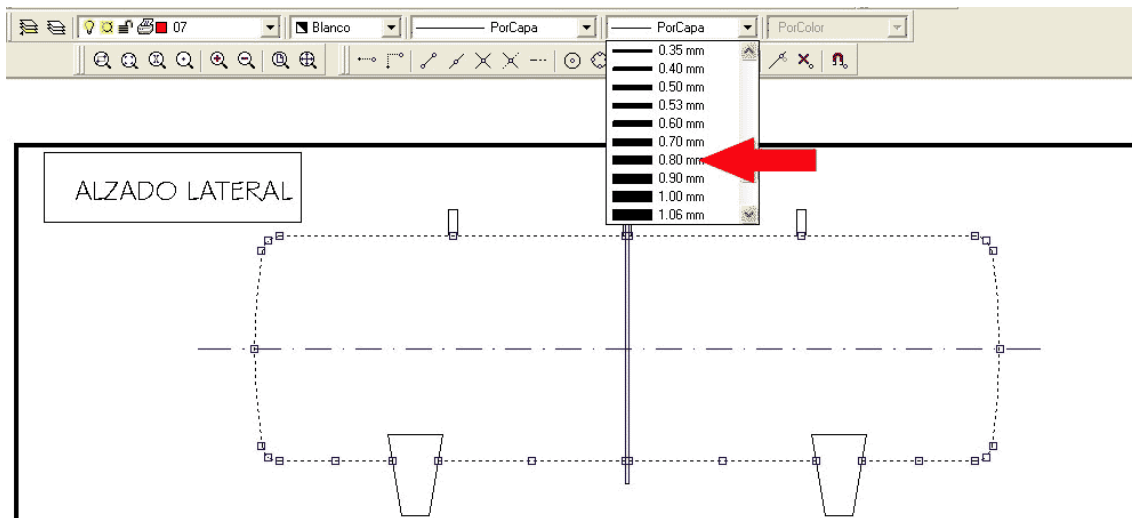 07 Blanco PorCapa PorCapa PorColor
0.35 mm
0.40 mm
0.50 mm
0.53 mm
0.60 mm
0.70 mm
0.80 mm
0.90 mm
1.00 mm
1.06 mm
ALZADO LATERAL